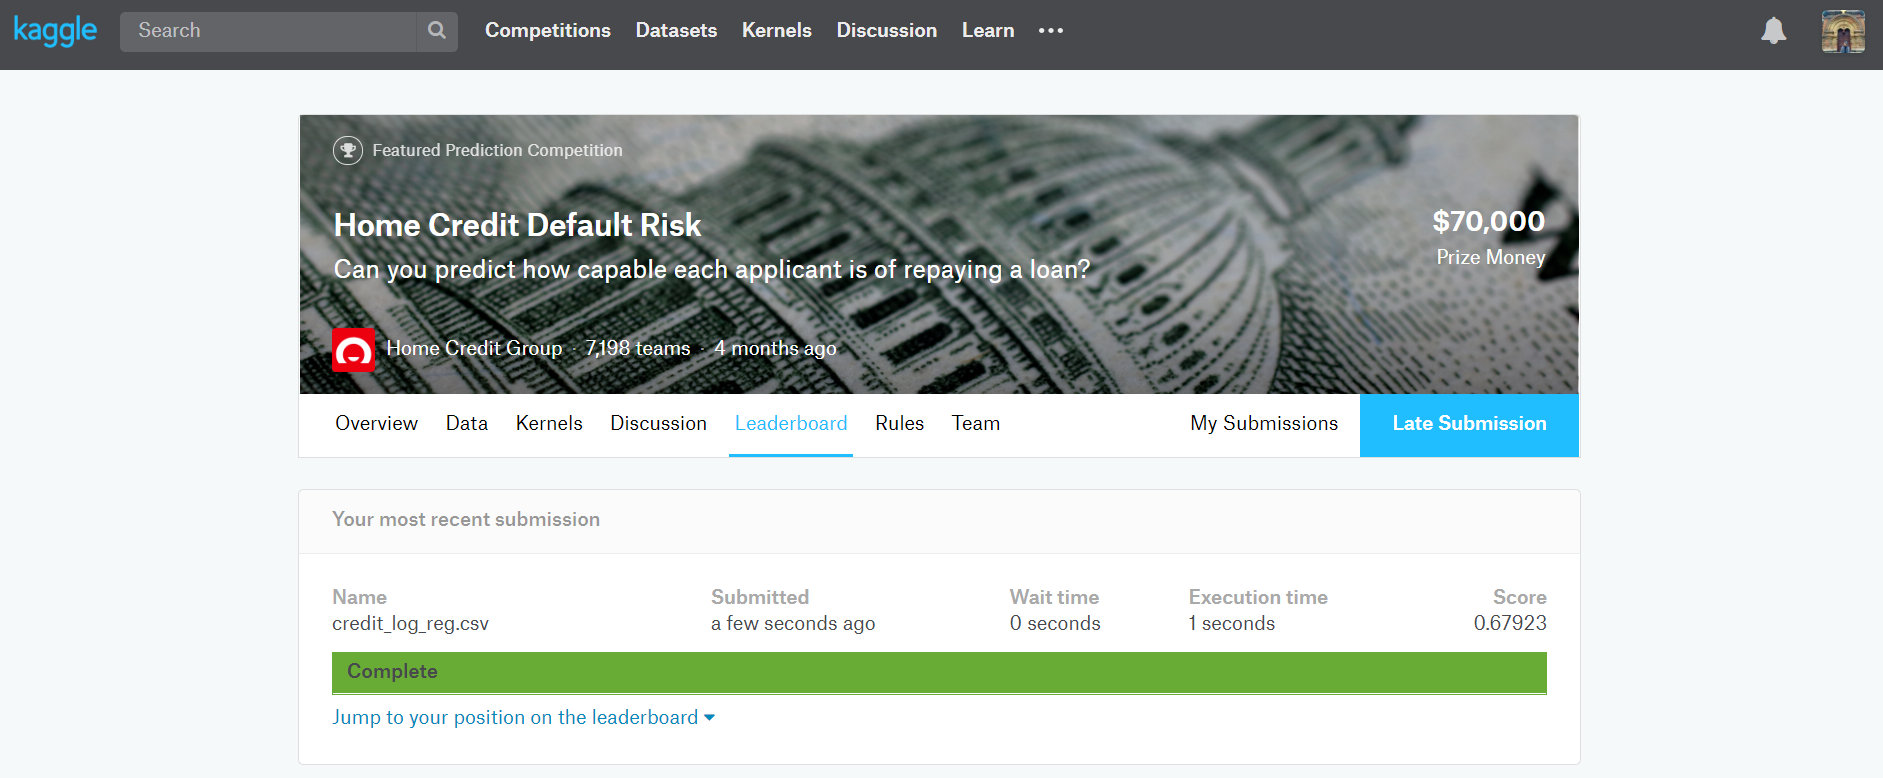 kaggle
Search
Competitions Datasets Kernels Discussion Learn •••
Featured Prediction Competition
Home Credit Default Risk
Can you predict how capable each applicant is of repaying a loan?
$70,000
Prize Money
Home Credit Group · 7,198 teams · 4 months ago
Overview Data Kernels Discussion Leaderboard Rules Team My Submissions Late Submission
Your most recent submission
Name Submitted Wait time Execution time Score
credit_log_reg.csv a few seconds ago 0 seconds 1 seconds 0.67923
Complete
Jump to your position on the leaderboard